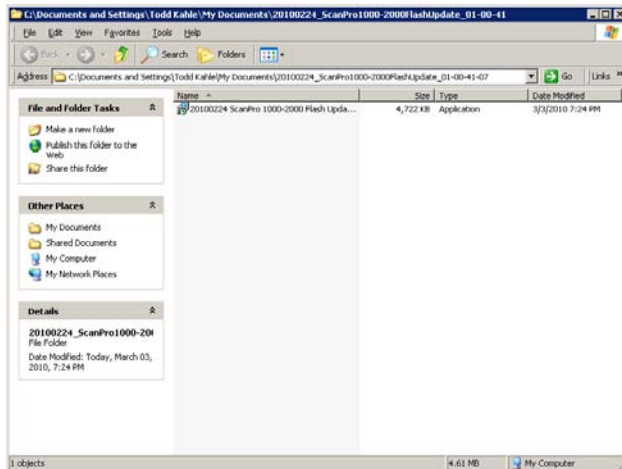 C:\Documents and Settings\Todd Kahle\My Documents\20100224_ScanPro1000-2000FlashUpdate_01-00-41
File Edit View Favorites Tools Help
Back Search Folders
Address C:\Documents and Settings\Todd Kahle\My Documents\20100224_ScanPro1000-2000FlashUpdate_01-00-41-07 Go Links »
Name Size Type Date Modified
20100224 ScanPro 1000-2000 Flash Upda... 4,722 KB Application 3/3/2010 7:24 PM
File and Folder Tasks
Make a new folder
Publish this folder to the
Web
Share this folder
Other Places
My Documents
Shared Documents
My Computer
My Network Places
Details
20100224_ScanPro1000-200
File Folder
Date Modified: Today, March 03,
2010, 7:24 PM
1 objects 4.61 MB My Computer